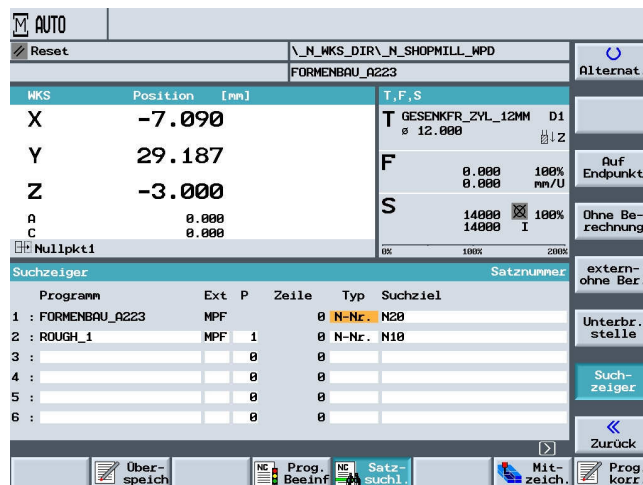 M AUTO
Reset \_N_WKS_DIR\_N_SHOPMILL_WPD
FORMENBAU_A223
Alternat.
WKS Position [mm] T,F,S
X -7.090
T GESENKFR_ZYL_12MM D1
ø 12.000 Z
Y 29.187
F 0.000 100%
0.000 mm/U
Auf Endpunkt
Z -3.000
S 14000 100%
14000 I
Ohne Be-
rechnung
A 0.000
C 0.000
Nullpkt1 0% 100% 200%
Suchzeiger Satznummer
extern-
ohne Ber.
Programm Ext P Zeile Typ Suchziel
1 : FORMENBAU_A223 MPF 0 N-Nr. N20
2 : ROUGH_1 MPF 1 0 N-Nr. N10
3 : 0 0
4 : 0 0
5 : 0 0
6 : 0 0
Unterbr.
stelle
Such-
zeiger
Zurück
Über-
speich
NC Prog.
Beeinf
NC Satz-
suchl.
Mit-
zeich.
Prog
korr